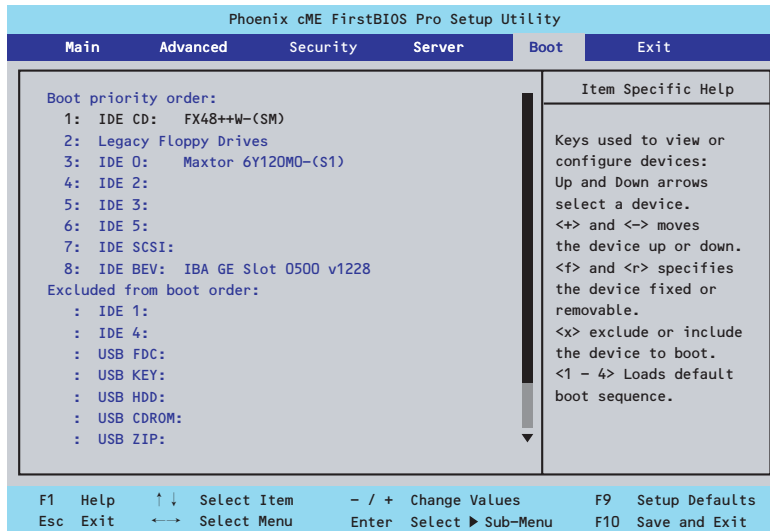 Phoenix cME FirstBIOS Pro Setup Utility
Main Advanced Security Server Boot Exit
Boot priority order:
1: IDE CD: FX48++W-(SM)
2: Legacy Floppy Drives
3: IDE 0: Maxtor 6Y120M0-(S1)
4: IDE 2:
5: IDE 3:
6: IDE 5:
7: IDE SCSI:
8: IDE BEV: IBA GE Slot 0500 v1228
Excluded from boot order:
: IDE 1:
: IDE 4:
: USB FDC:
: USB KEY:
: USB HDD:
: USB CDROM:
: USB ZIP:
Item Specific Help
Keys used to view or
configure devices:
Up and Down arrows
select a device.
<+> and <-> moves
the device up or down.
<f> and <r> specifies
the device fixed or
removable.
<x> exclude or include
the device to boot.
<1 - 4> Loads default
boot sequence.
F1 Help ↑↓ Select Item - / + Change Values F9 Setup Defaults
Esc Exit ←→ Select Menu Enter Select ▶ Sub-Menu F10 Save and Exit